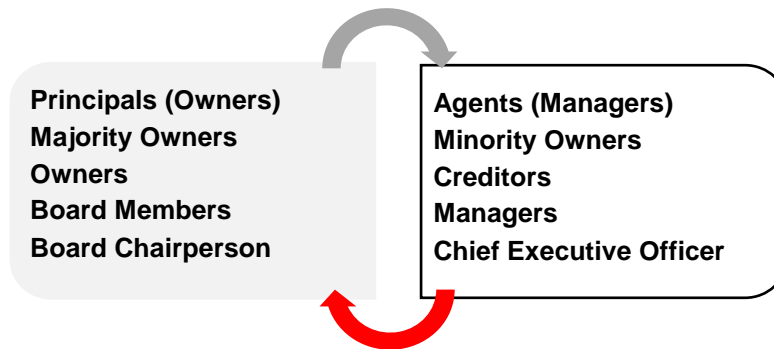 Principals (Owners)
Majority Owners
Owners
Board Members
Board Chairperson
Agents (Managers)
Minority Owners
Creditors
Managers
Chief Executive Officer